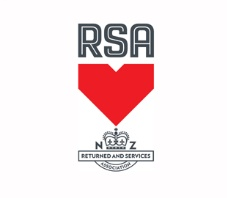 RSA
N Z
RETURNED AND SERVICES
ASSOCIATION